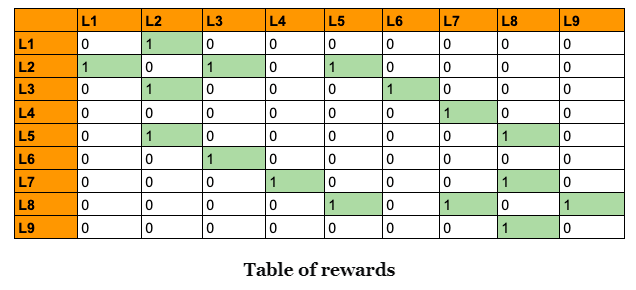 L1 L2 L3 L4 L5 L6 L7 L8 L9
L1 0 1 0 0 0 0 0 0 0
L2 1 0 1 0 1 0 0 0 0
L3 0 1 0 0 0 1 0 0 0
L4 0 0 0 0 0 0 1 0 0
L5 0 1 0 0 0 0 0 1 0
L6 0 0 1 0 0 0 0 0 0
L7 0 0 0 1 0 0 0 1 0
L8 0 0 0 0 1 0 1 0 1
L9 0 0 0 0 0 0 0 1 0
Table of rewards